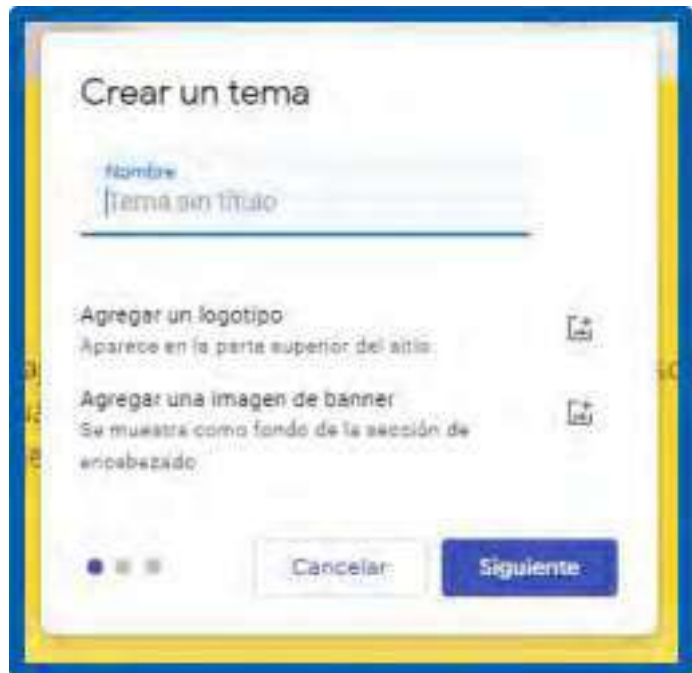 Crear un tema
Nombre
Tema sin título
Agregar un logotipo
Aparece en la parte superior del sitio
Agregar una imagen de banner
Se muestra como fondo de la sección de
encabezado
Cancelar
Siguiente